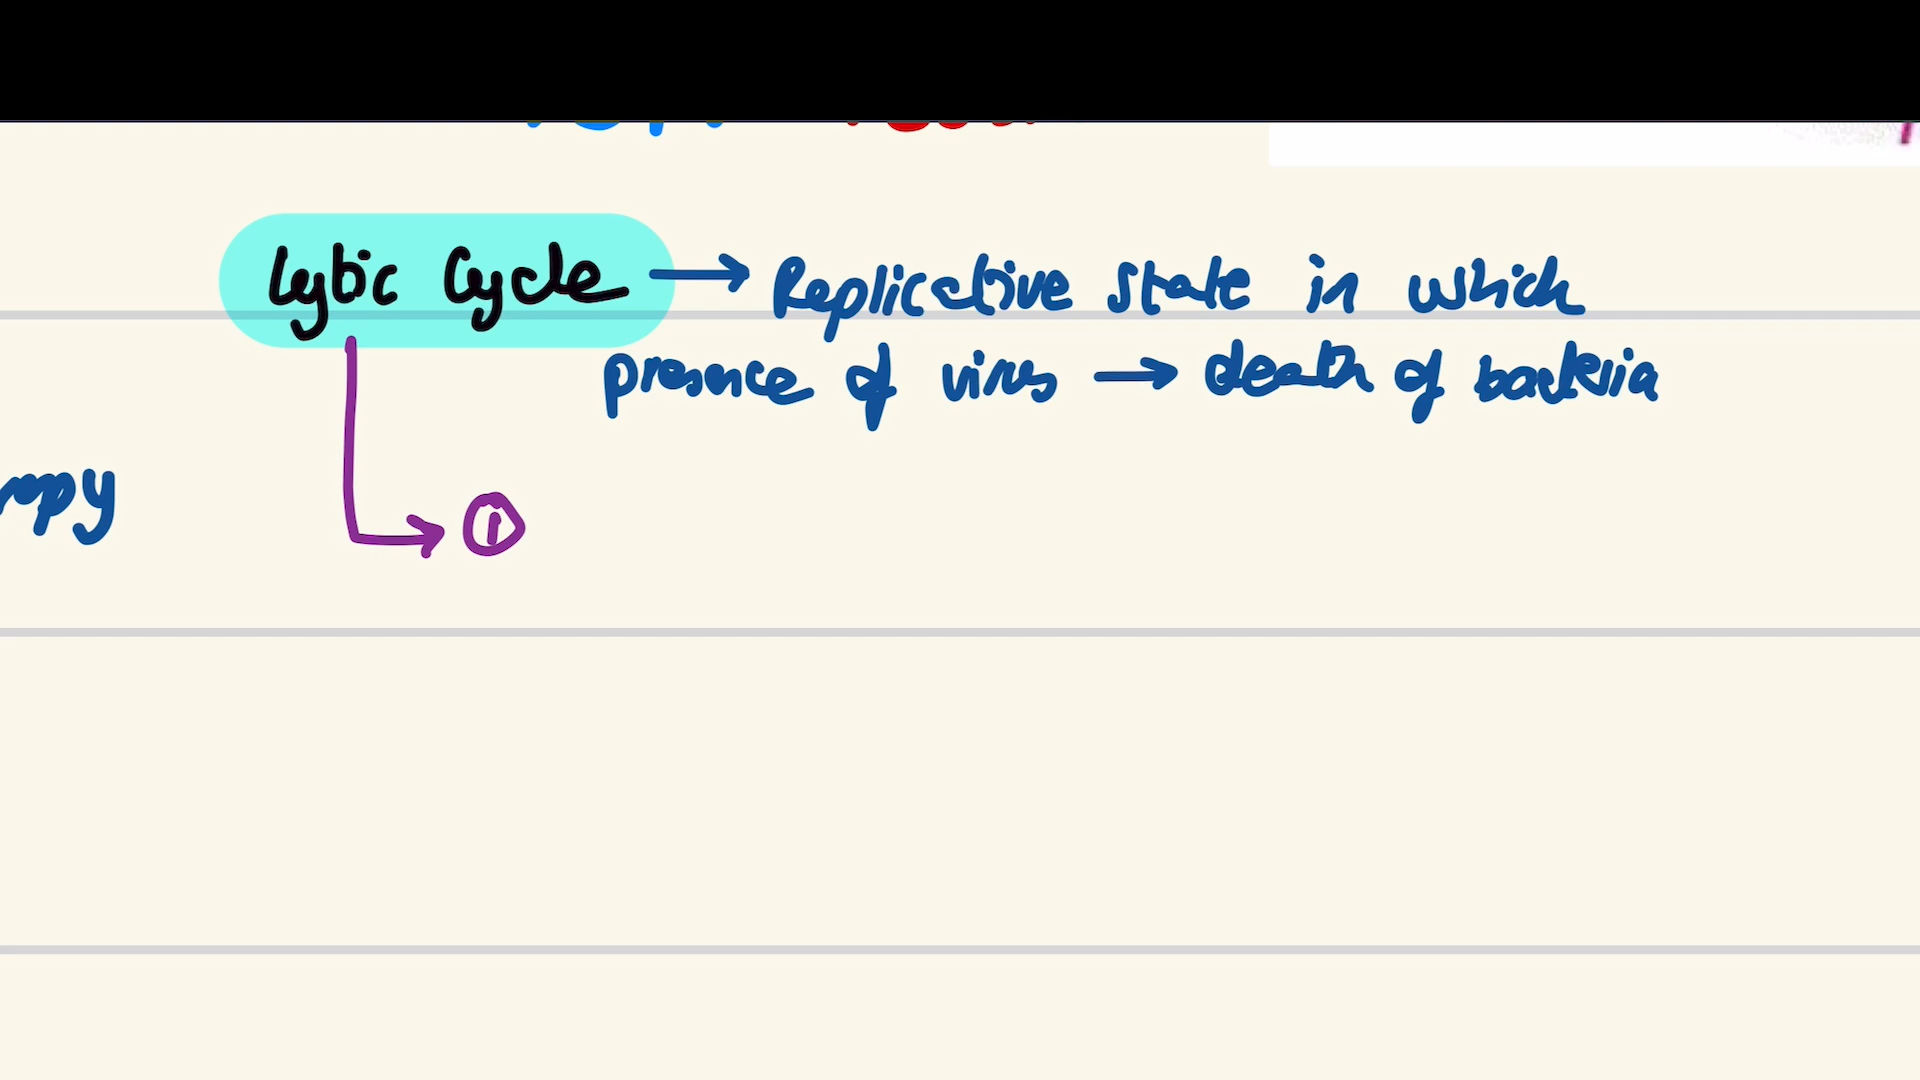 Lytic Cycle → Replicative state in which
presence of virus → death of bacteria
→ ①